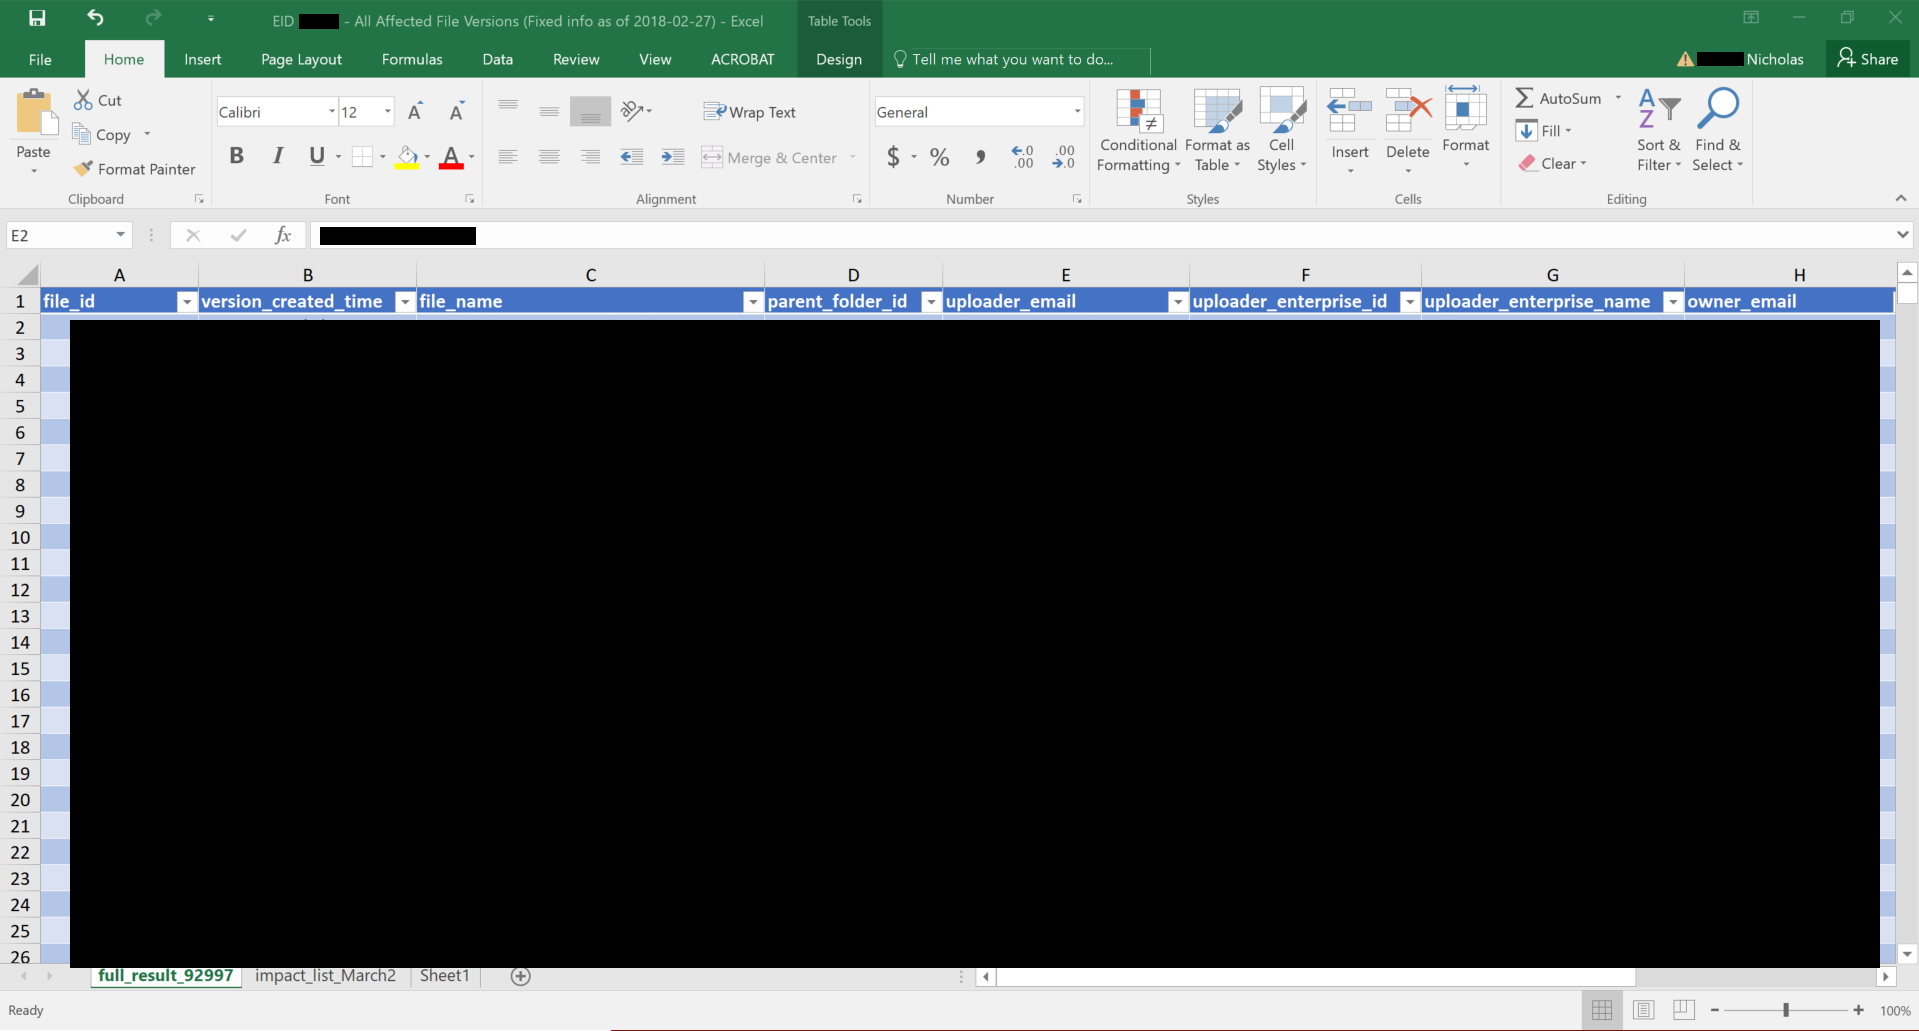 EID - All Affected File Versions (Fixed info as of 2018-02-27) - Excel
Table Tools
File Home Insert Page Layout Formulas Data Review View ACROBAT Design Tell me what you want to do... Nicholas Share
Paste
Cut
Copy
Format Painter
Clipboard
Calibri 12
B I U A
Font
Wrap Text
Merge & Center
Alignment
General
$ % , .0 .00 .00 .0
Number
Conditional Formatting
Format as Table
Cell Styles
Styles
Insert
Delete
Format
Cells
AutoSum
Fill
Clear
Sort & Filter
Find & Select
Editing
E2 fx
A B C D E F G H
1 file_id version_created_time file_name parent_folder_id uploader_email uploader_enterprise_id uploader_enterprise_name owner_email
2
3
4
5
6
7
8
9
10
11
12
13
14
15
16
17
18
19
20
21
22
23
24
25
26
full_result_92997 impact_list_March2 Sheet1
Ready
100%